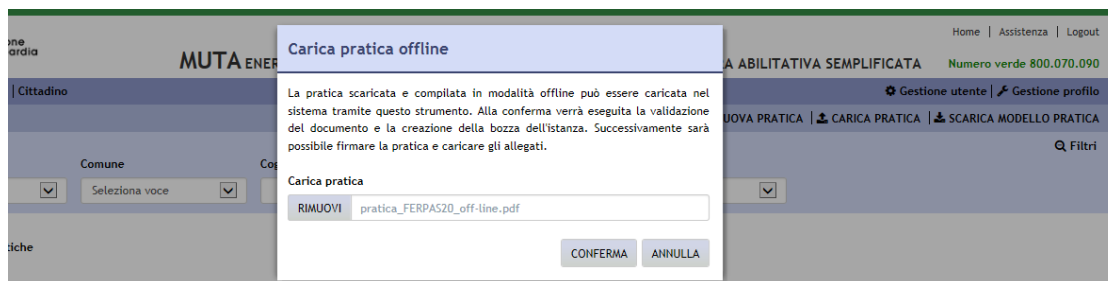 Home | Assistenza | Logout
one
ardia
MUTA ENER
Carica pratica offline
A ABILITATIVA SEMPLIFICATA
Numero verde 800.070.090
| Cittadino
Gestione utente | Gestione profilo
La pratica scaricata e compilata in modalità offline può essere caricata nel
sistema tramite questo strumento. Alla conferma verrà eseguita la validazione
del documento e la creazione della bozza dell'istanza. Successivamente sarà
possibile firmare la pratica e caricare gli allegati.
UOVA PRATICA | CARICA PRATICA | SCARICA MODELLO PRATICA
Filtri
Comune
Cog
Seleziona voce
Carica pratica
RIMUOVI pratica_FERPAS20_off-line.pdf
CONFERMA ANNULLA
tiche